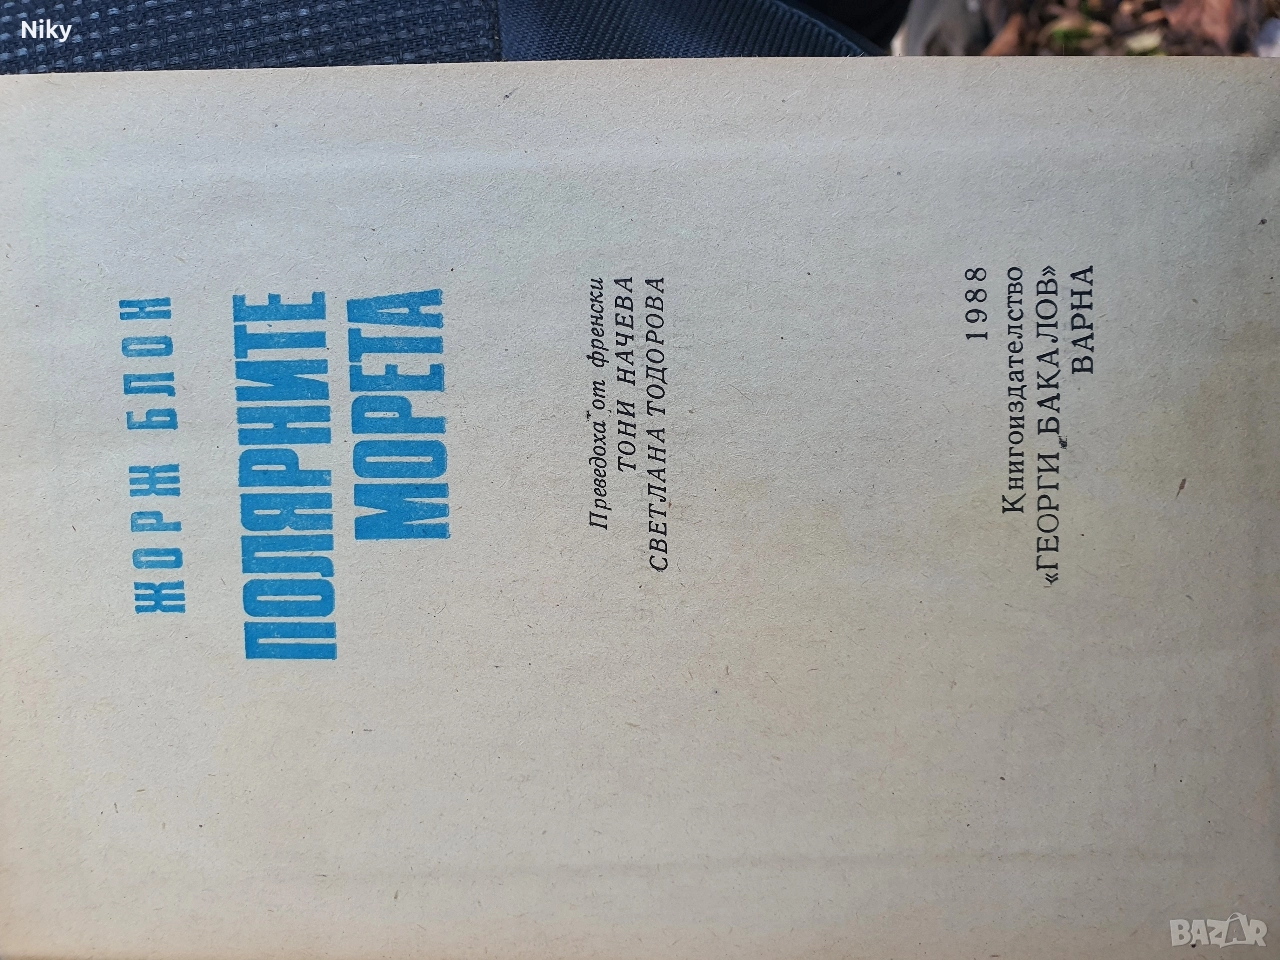 Niky
ЖОРЖ БЛОН
ПОЛЯРНИТЕ
МОРЕТА
Преведоха от френски
ТОНИ НАЧЕВА
СВЕТЛАНА ТОДОРОВА
1988
Книгоиздателство
«ГЕОРГИ БАКАЛОВ»
ВАРНА
BAZAR